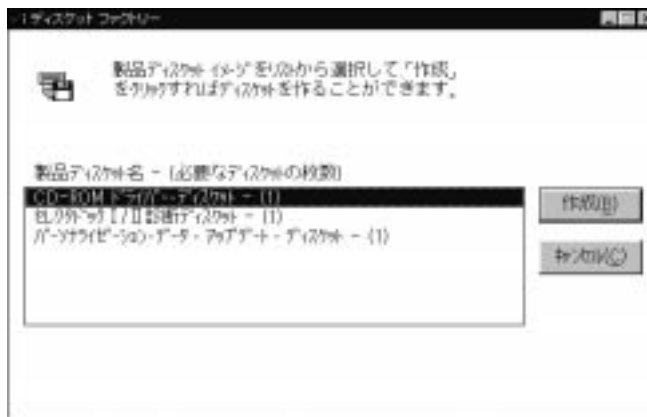 ディスケット ファクトリー
製品ディスケット イメージをリストから選択して「作成」
をクリックすればディスケットを作ることができます。
製品ディスケット名 - (必要なディスケットの枚数)
CD-ROM ドライバー・ディスケット - (1)
セレクタドック I / II 診断ディスケット - (1)
パーソナライゼーション・データ・アップデート・ディスケット - (1)
作成(B)
キャンセル(C)